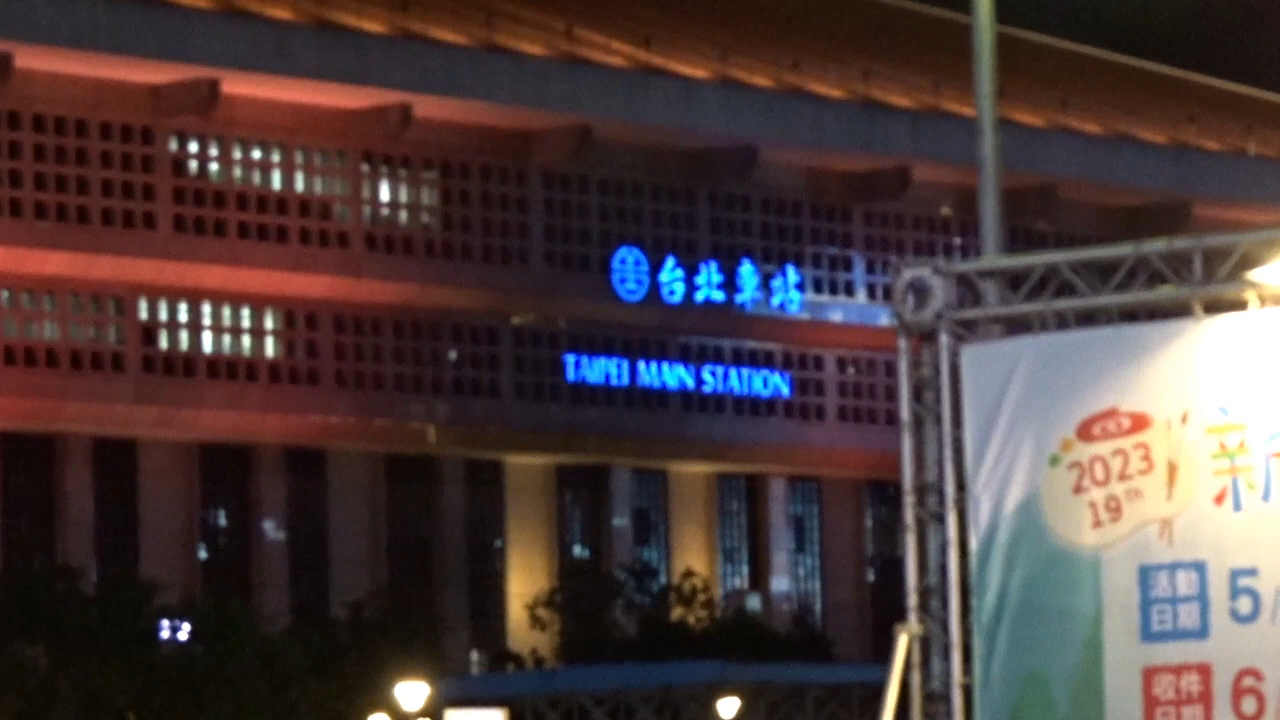 台北車站
TAIPEI MAIN STATION
2023
19th
新
活動
日期
5/
收件
日期
6